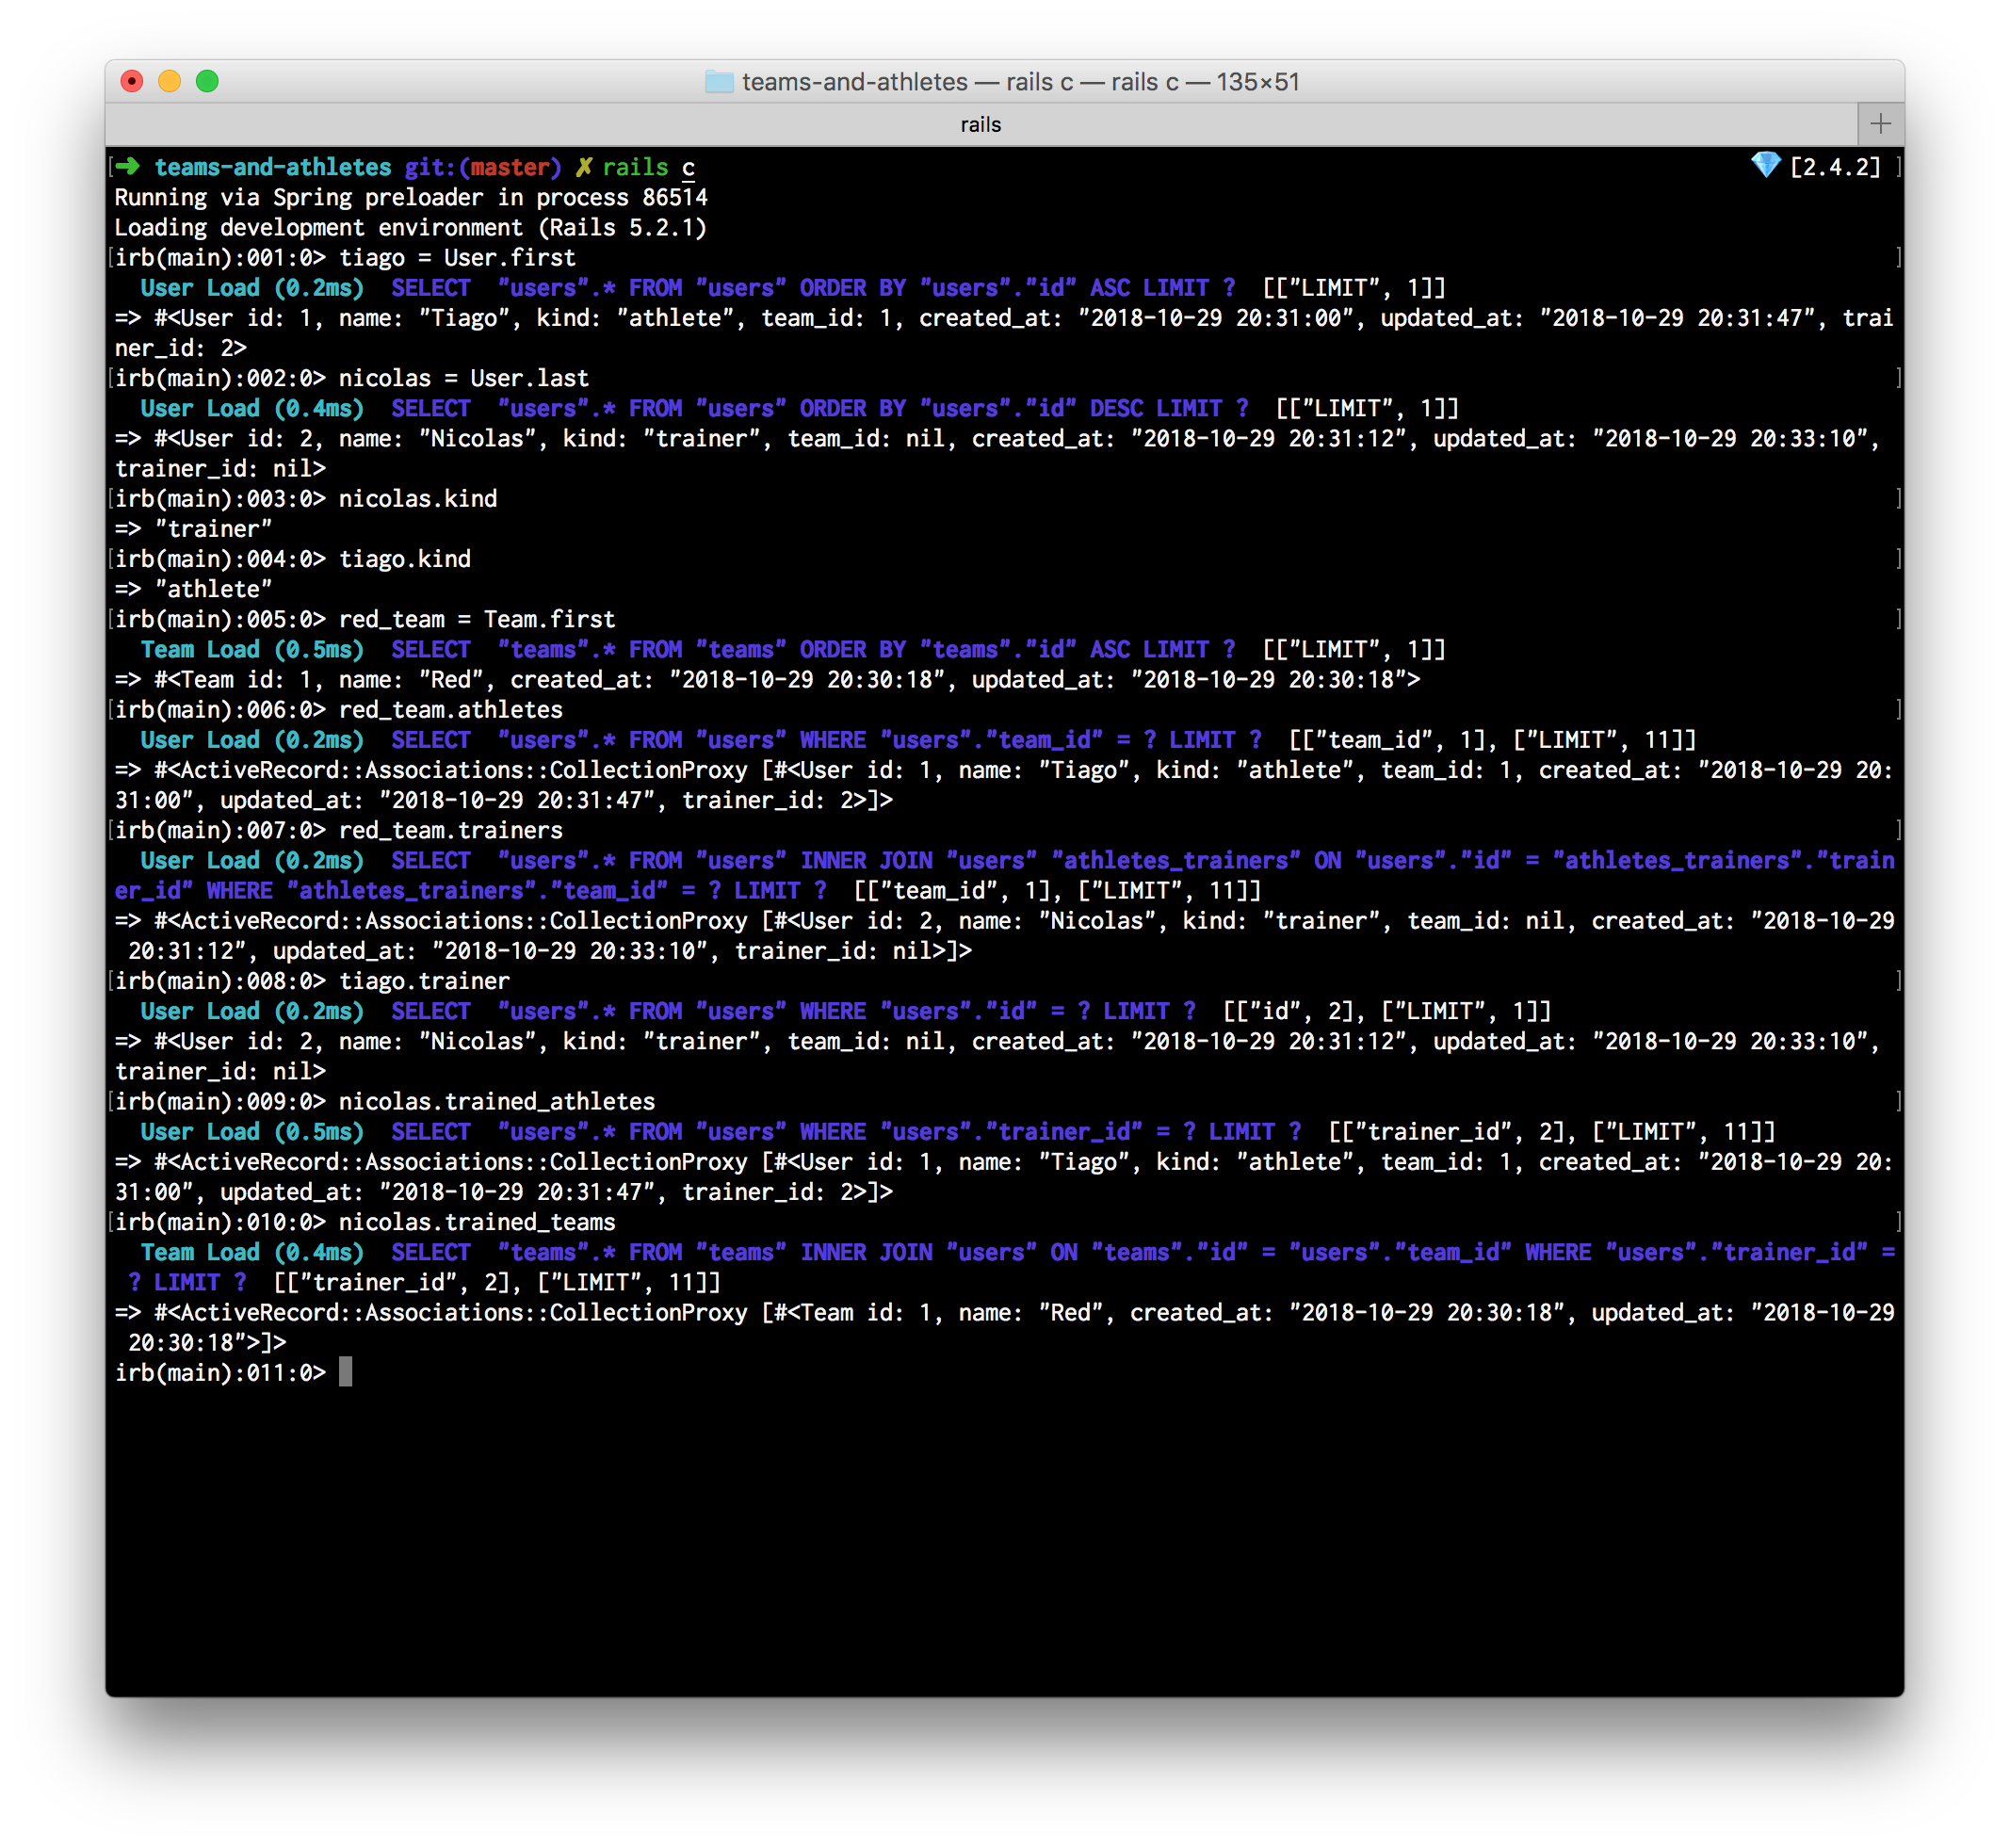 teams-and-athletes — rails c — rails c — 135×51
rails
➜ teams-and-athletes git:(master) ✗ rails c [2.4.2]
Running via Spring preloader in process 86514
Loading development environment (Rails 5.2.1)
irb(main):001:0> tiago = User.first
User Load (0.2ms) SELECT "users".* FROM "users" ORDER BY "users"."id" ASC LIMIT ? [["LIMIT", 1]]
=> #<User id: 1, name: "Tiago", kind: "athlete", team_id: 1, created_at: "2018-10-29 20:31:00", updated_at: "2018-10-29 20:31:47", trai
ner_id: 2>
irb(main):002:0> nicolas = User.last
User Load (0.4ms) SELECT "users".* FROM "users" ORDER BY "users"."id" DESC LIMIT ? [["LIMIT", 1]]
=> #<User id: 2, name: "Nicolas", kind: "trainer", team_id: nil, created_at: "2018-10-29 20:31:12", updated_at: "2018-10-29 20:33:10",
trainer_id: nil>
irb(main):003:0> nicolas.kind
=> "trainer"
irb(main):004:0> tiago.kind
=> "athlete"
irb(main):005:0> red_team = Team.first
Team Load (0.5ms) SELECT "teams".* FROM "teams" ORDER BY "teams"."id" ASC LIMIT ? [["LIMIT", 1]]
=> #<Team id: 1, name: "Red", created_at: "2018-10-29 20:30:18", updated_at: "2018-10-29 20:30:18">
irb(main):006:0> red_team.athletes
User Load (0.2ms) SELECT "users".* FROM "users" WHERE "users"."team_id" = ? LIMIT ? [["team_id", 1], ["LIMIT", 11]]
=> #<ActiveRecord::Associations::CollectionProxy [#<User id: 1, name: "Tiago", kind: "athlete", team_id: 1, created_at: "2018-10-29 20:
31:00", updated_at: "2018-10-29 20:31:47", trainer_id: 2>]>
irb(main):007:0> red_team.trainers
User Load (0.2ms) SELECT "users".* FROM "users" INNER JOIN "users" "athletes_trainers" ON "users"."id" = "athletes_trainers"."train
er_id" WHERE "athletes_trainers"."team_id" = ? LIMIT ? [["team_id", 1], ["LIMIT", 11]]
=> #<ActiveRecord::Associations::CollectionProxy [#<User id: 2, name: "Nicolas", kind: "trainer", team_id: nil, created_at: "2018-10-29
20:31:12", updated_at: "2018-10-29 20:33:10", trainer_id: nil>]>
irb(main):008:0> tiago.trainer
User Load (0.2ms) SELECT "users".* FROM "users" WHERE "users"."id" = ? LIMIT ? [["id", 2], ["LIMIT", 1]]
=> #<User id: 2, name: "Nicolas", kind: "trainer", team_id: nil, created_at: "2018-10-29 20:31:12", updated_at: "2018-10-29 20:33:10",
trainer_id: nil>
irb(main):009:0> nicolas.trained_athletes
User Load (0.5ms) SELECT "users".* FROM "users" WHERE "users"."trainer_id" = ? LIMIT ? [["trainer_id", 2], ["LIMIT", 11]]
=> #<ActiveRecord::Associations::CollectionProxy [#<User id: 1, name: "Tiago", kind: "athlete", team_id: 1, created_at: "2018-10-29 20:
31:00", updated_at: "2018-10-29 20:31:47", trainer_id: 2>]>
irb(main):010:0> nicolas.trained_teams
Team Load (0.4ms) SELECT "teams".* FROM "teams" INNER JOIN "users" ON "teams"."id" = "users"."team_id" WHERE "users"."trainer_id" =
? LIMIT ? [["trainer_id", 2], ["LIMIT", 11]]
=> #<ActiveRecord::Associations::CollectionProxy [#<Team id: 1, name: "Red", created_at: "2018-10-29 20:30:18", updated_at: "2018-10-29
20:30:18">]>
irb(main):011:0>